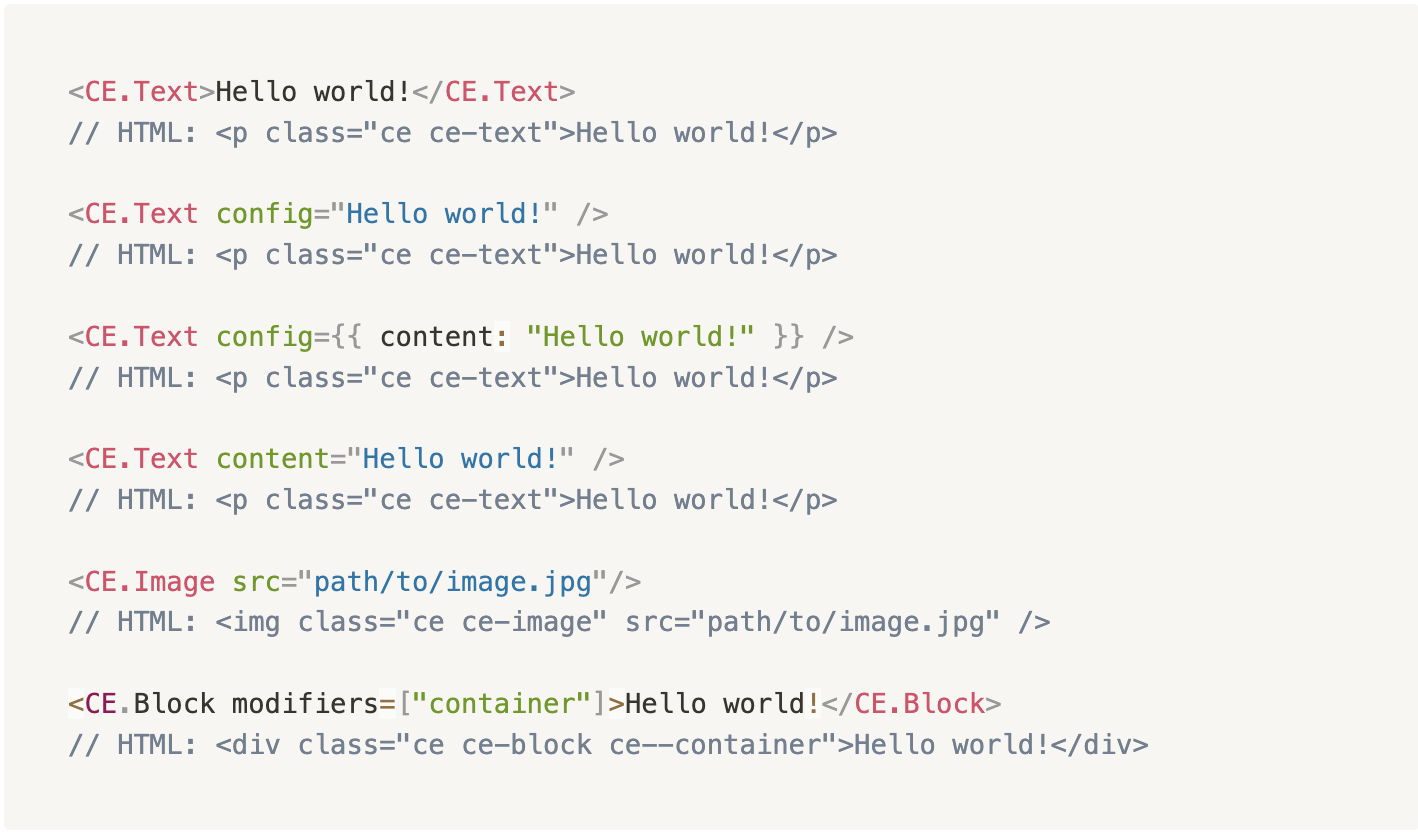 <CE.Text>Hello world!</CE.Text>
// HTML: <p class="ce ce-text">Hello world!</p>
<CE.Text config="Hello world!" />
// HTML: <p class="ce ce-text">Hello world!</p>
<CE.Text config={{ content: "Hello world!" }} />
// HTML: <p class="ce ce-text">Hello world!</p>
<CE.Text content="Hello world!" />
// HTML: <p class="ce ce-text">Hello world!</p>
<CE.Image src="path/to/image.jpg"/>
// HTML: <img class="ce ce-image" src="path/to/image.jpg" />
<CE.Block modifiers=["container"]>Hello world!</CE.Block>
// HTML: <div class="ce ce-block ce--container">Hello world!</div>